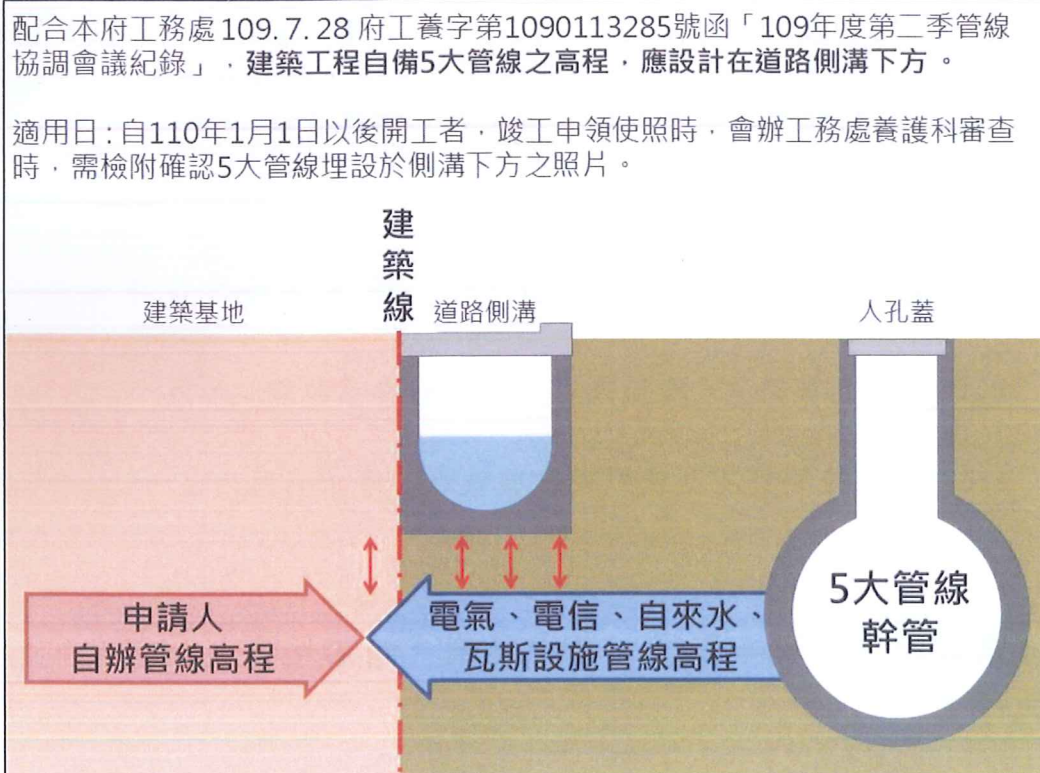 配合本府工務處109.7.28府工養字第1090113285號函「109年度第二季管線
協調會議紀錄」，建築工程自備5大管線之高程，應設計在道路側溝下方。
適用日：自110年1月1日以後開工者，竣工申領使照時，會辦工務處養護科審查
時，需檢附確認5大管線埋設於側溝下方之照片。
建築線
建築基地
道路側溝
人孔蓋
申請人
自辦管線高程
電氣、電信、自來水、
瓦斯設施管線高程
5大管線
幹管